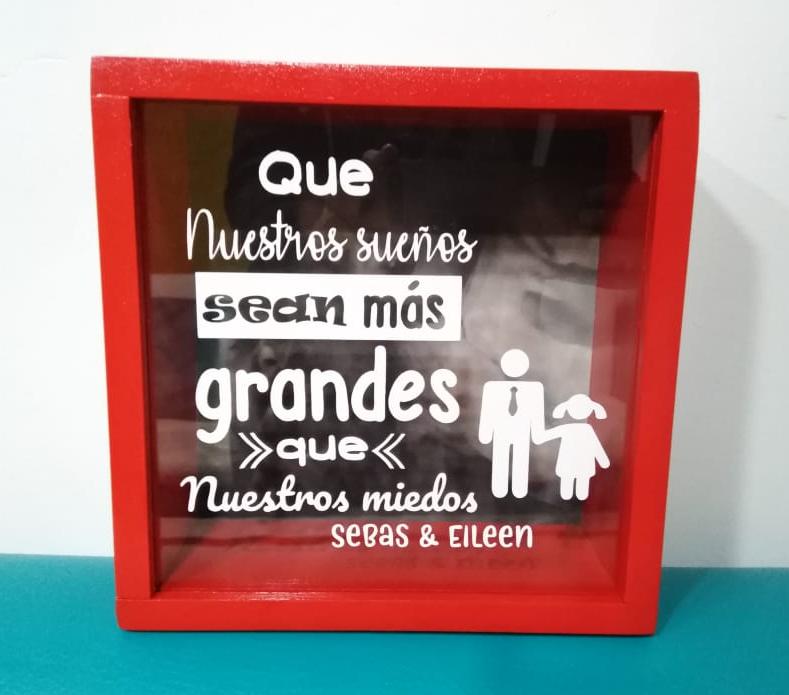 Que
Nuestros sueños
sean más
grandes
»que«
Nuestros miedos
Sebas & Eileen